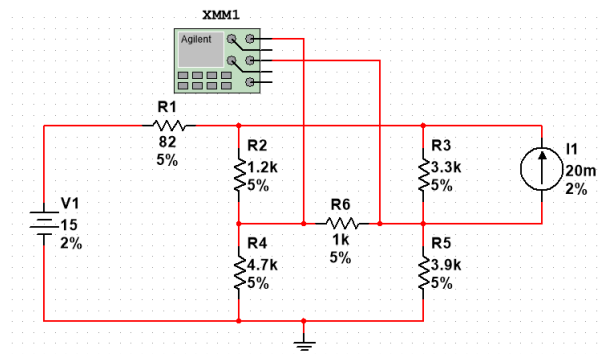 XMM1
Agilent
R1
82
5%
R2
1.2k
5%
R3
3.3k
5%
I1
20m
2%
V1
15
2%
R6
1k
5%
R4
4.7k
5%
R5
3.9k
5%